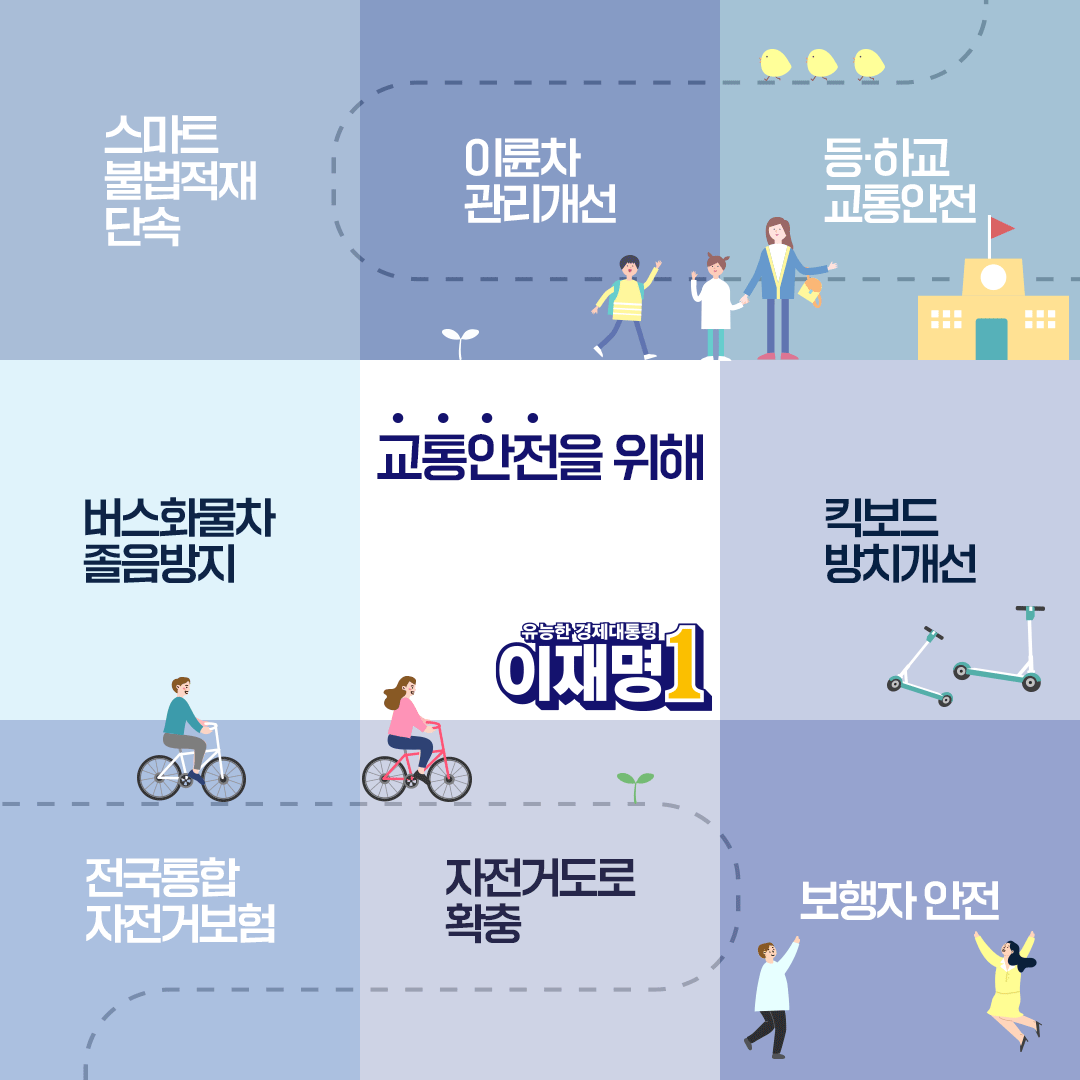 스마트
불법적재
단속
이륜차
관리개선
등·하교
교통안전
버스화물차
졸음방지
교통안전을 위해
유능한 경제대통령
이재명1
킥보드
방치개선
전국통합
자전거보험
자전거도로
확충
보행자 안전